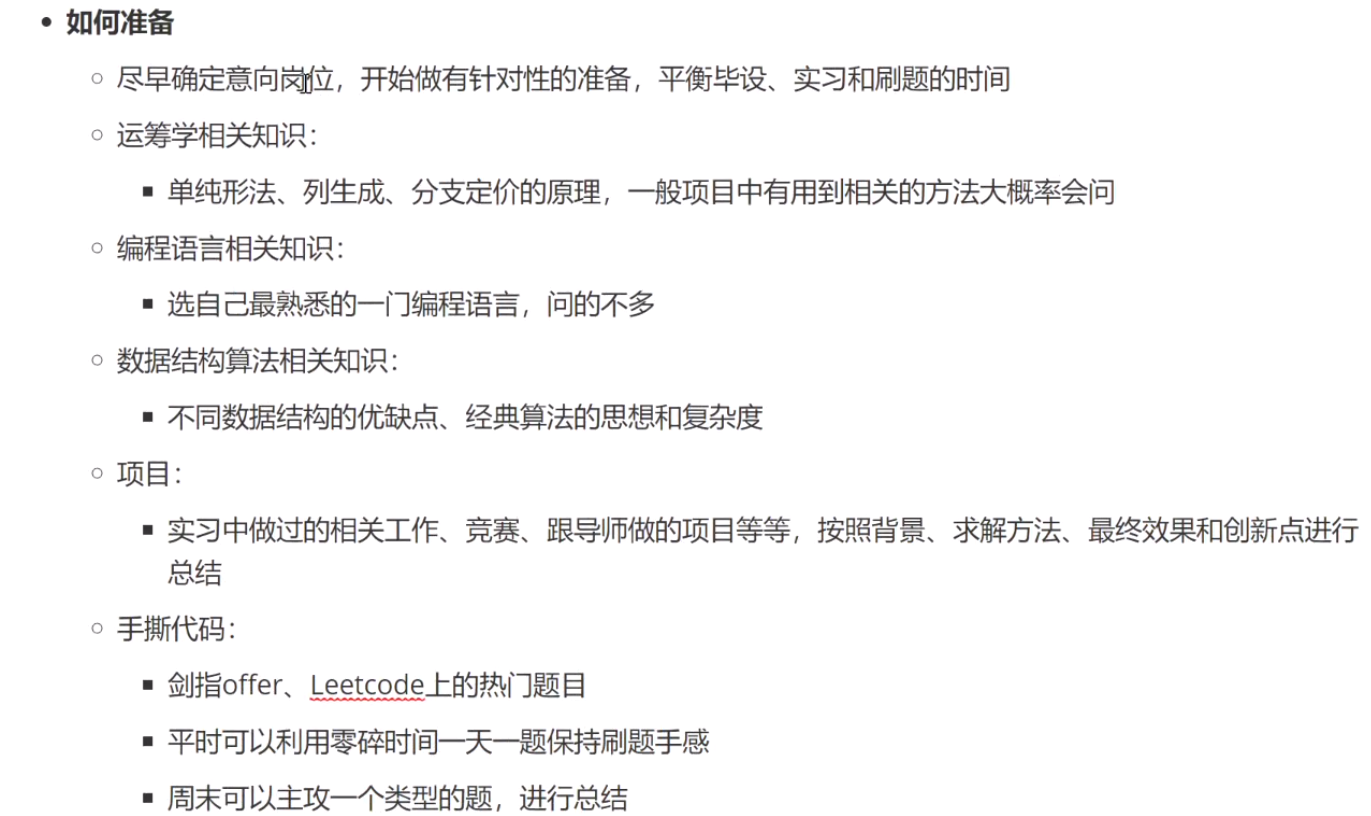 如何准备
尽早确定意向岗位，开始做有针对性的准备，平衡毕设、实习和刷题的时间
运筹学相关知识：
单纯形法、列生成、分支定价的原理，一般项目中有用到相关的方法大概率会问
编程语言相关知识：
选自己最熟悉的一门编程语言，问的不多
数据结构算法相关知识：
不同数据结构的优缺点、经典算法的思想和复杂度
项目：
实习中做过的相关工作、竞赛、跟导师做的项目等等，按照背景、求解方法、最终效果和创新点进行
总结
手撕代码：
剑指offer、Leetcode上的热门题目
平时可以利用零碎时间一天一题保持刷题手感
周末可以主攻一个类型的题，进行总结